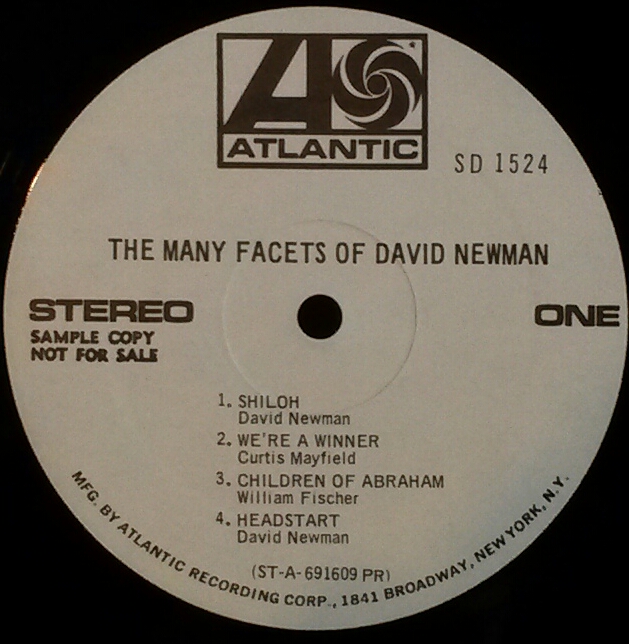 ATLANTIC
SD 1524
THE MANY FACETS OF DAVID NEWMAN
STEREO
SAMPLE COPY
NOT FOR SALE
ONE
1. SHILOH
David Newman
2. WE'RE A WINNER
Curtis Mayfield
3. CHILDREN OF ABRAHAM
William Fischer
4. HEADSTART
David Newman
(ST-A-691609 PR)
MFG. BY ATLANTIC RECORDING CORP., 1841 BROADWAY, NEW YORK, N.Y.